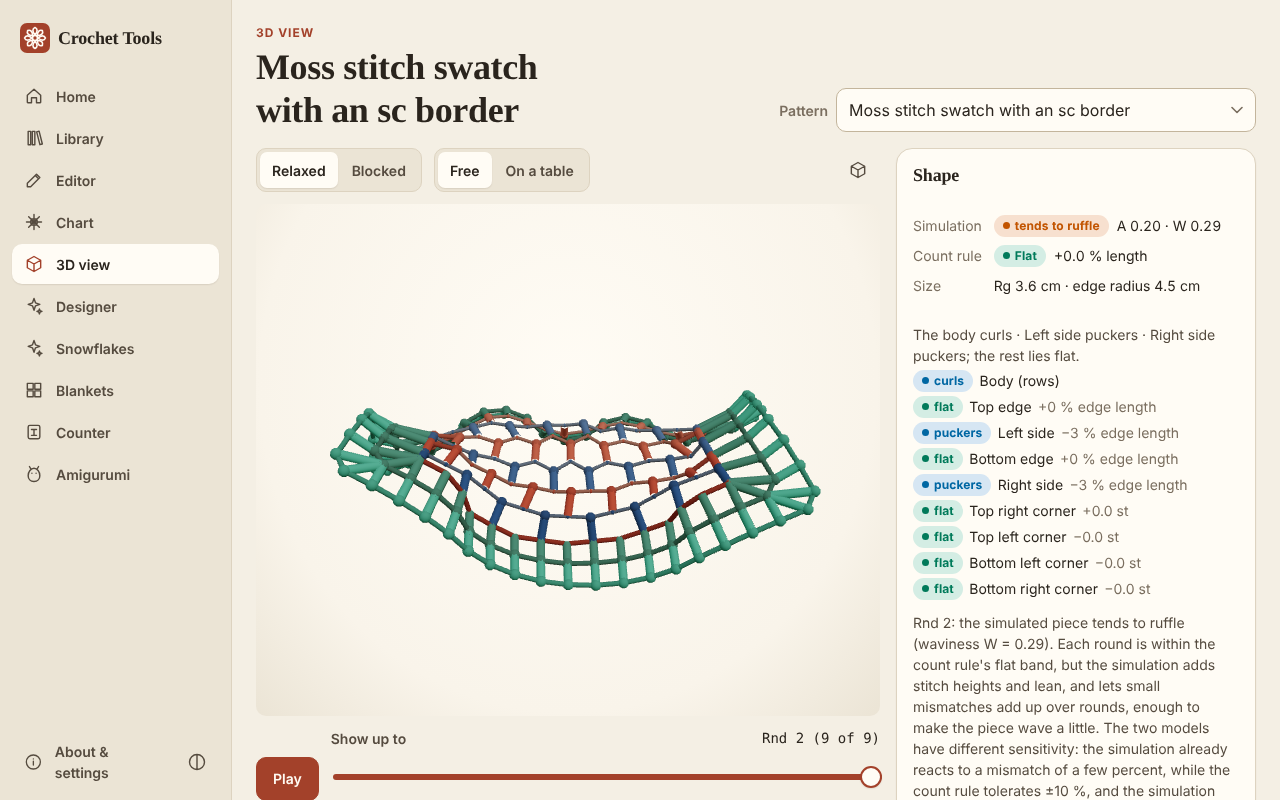 Crochet Tools
Home
Library
Editor
Chart
3D view
Designer
Snowflakes
Blankets
Counter
Amigurumi
About &
settings
3D VIEW
Moss stitch swatch
with an sc border
Pattern
Moss stitch swatch with an sc border
Relaxed
Blocked
Free
On a table
Show up to
Rnd 2 (9 of 9)
Play
Shape
Simulation tends to ruffle A 0.20 · W 0.29
Count rule Flat +0.0 % length
Size Rg 3.6 cm · edge radius 4.5 cm
The body curls · Left side puckers · Right side
puckers; the rest lies flat.
curls Body (rows)
flat Top edge +0 % edge length
puckers Left side −3 % edge length
flat Bottom edge +0 % edge length
puckers Right side −3 % edge length
flat Top right corner +0.0 st
flat Top left corner −0.0 st
flat Bottom left corner −0.0 st
flat Bottom right corner −0.0 st
Rnd 2: the simulated piece tends to ruffle
(waviness W = 0.29). Each round is within the
count rule's flat band, but the simulation adds
stitch heights and lean, and lets small
mismatches add up over rounds, enough to
make the piece wave a little. The two models
have different sensitivity: the simulation already
reacts to a mismatch of a few percent, while the
count rule tolerates ±10 %, and the simulation